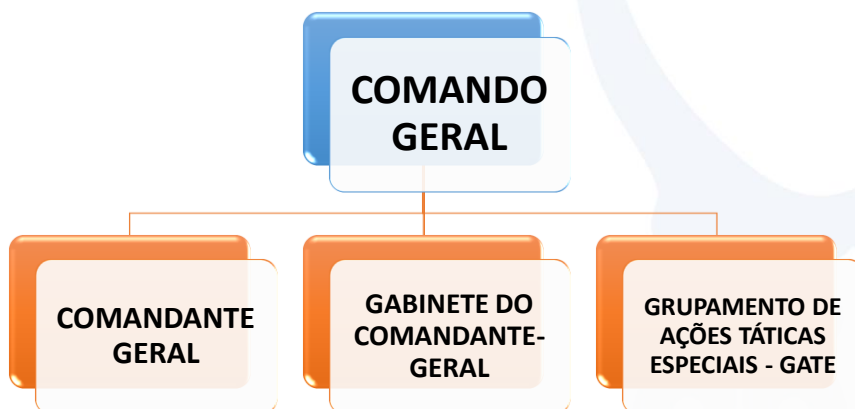 COMANDO
GERAL
COMANDANTE
GERAL
GABINETE DO
COMANDANTE-
GERAL
GRUPAMENTO DE
AÇÕES TÁTICAS
ESPECIAIS - GATE